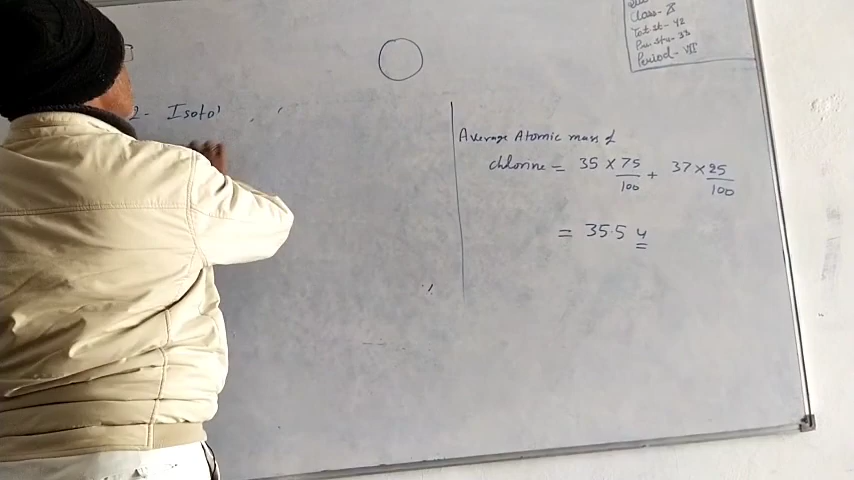 Class- X
Tot st- 42
Pre stu- 33
Period- VII
2- Isoto
Average Atomic mass of
chlorine = 35 × 75/100 + 37 × 25/100
= 35.5 u